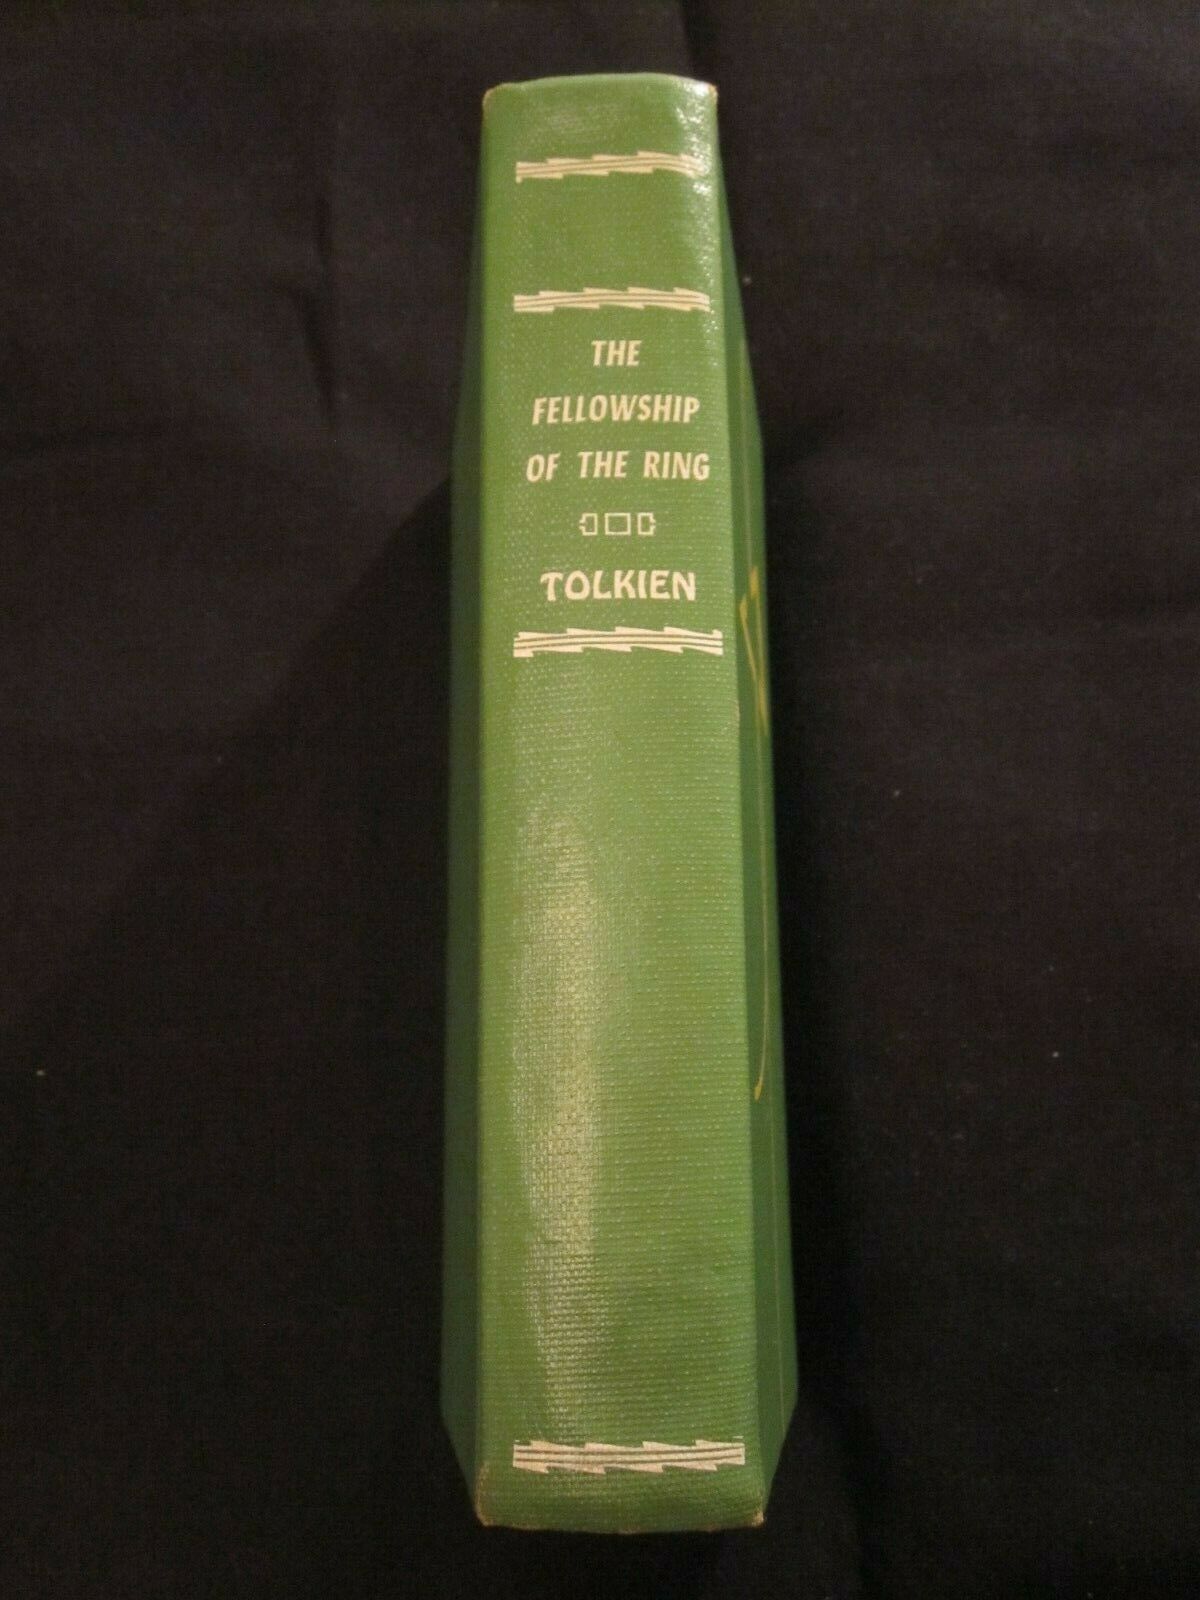 THE
FELLOWSHIP
OF THE RING
TOLKIEN